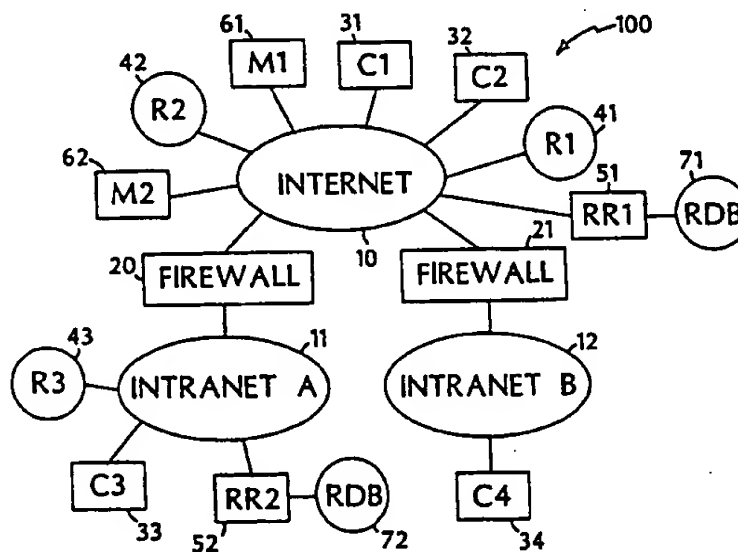 61
31
32
100
42
M1
C1
C2
R2
R1
41
62
M2
INTERNET
51
71
RR1
RDB
10
21
20
FIREWALL
FIREWALL
43
11
12
R3
INTRANET A
INTRANET B
C3
RR2
RDB
C4
33
52
72
34